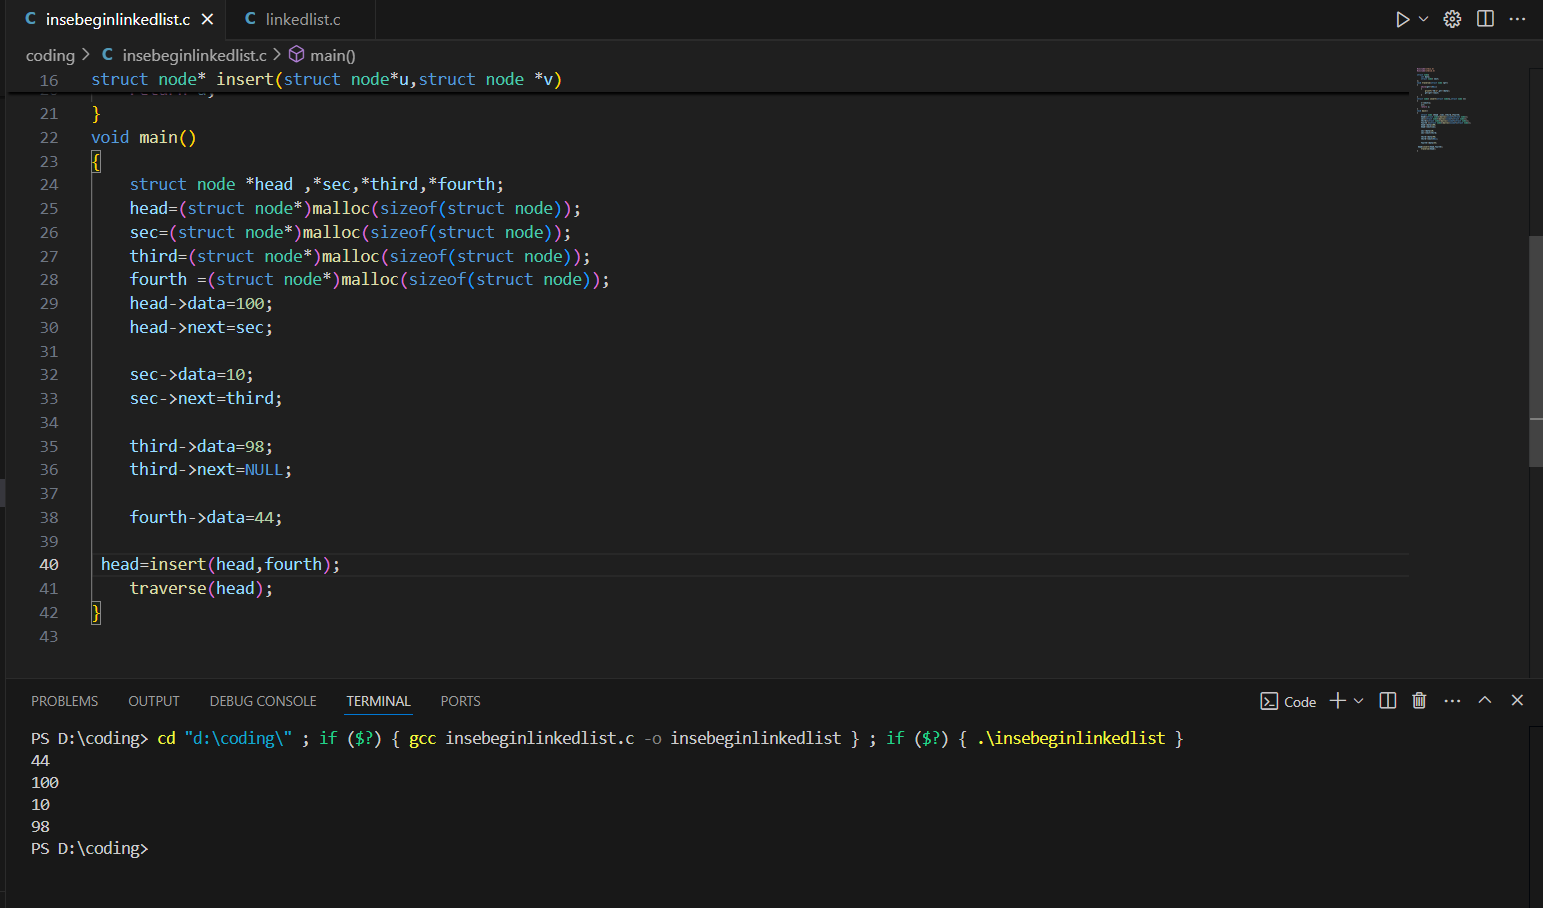 C insebeginlinkedlist.c ×
C linkedlist.c
coding > C insebeginlinkedlist.c > main()
16 struct node* insert(struct node*u,struct node *v)
21 }
22 void main()
23 {
24 struct node *head ,*sec,*third,*fourth;
25 head=(struct node*)malloc(sizeof(struct node));
26 sec=(struct node*)malloc(sizeof(struct node));
27 third=(struct node*)malloc(sizeof(struct node));
28 fourth =(struct node*)malloc(sizeof(struct node));
29 head->data=100;
30 head->next=sec;
31
32 sec->data=10;
33 sec->next=third;
34
35 third->data=98;
36 third->next=NULL;
37
38 fourth->data=44;
39
40 head=insert(head,fourth);
41 traverse(head);
42 }
43
PROBLEMS OUTPUT DEBUG CONSOLE TERMINAL PORTS
Code
PS D:\coding> cd "d:\coding\" ; if ($?) { gcc insebeginlinkedlist.c -o insebeginlinkedlist } ; if ($?) { .\insebeginlinkedlist }
44
100
10
98
PS D:\coding>